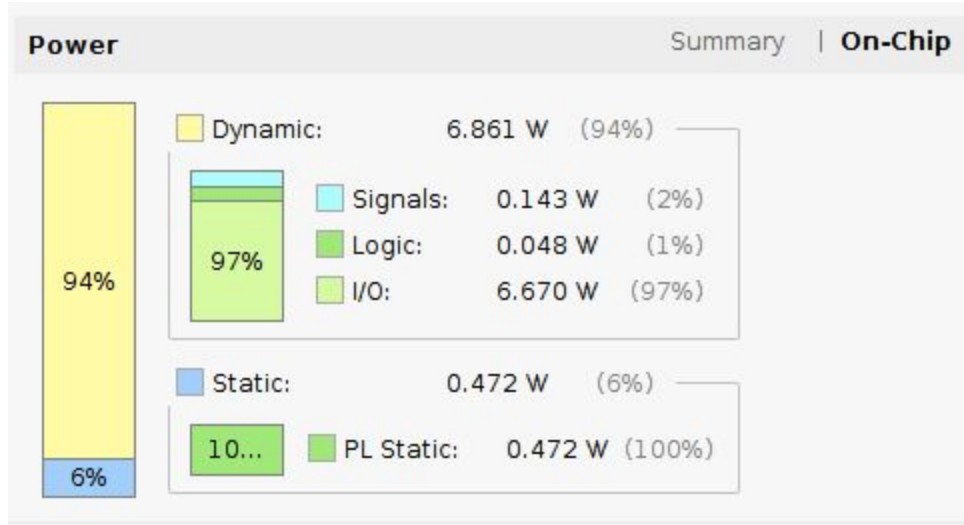 Power Summary | On-Chip
Dynamic: 6.861 W (94%)
Signals: 0.143 W (2%)
Logic: 0.048 W (1%)
97%
I/O: 6.670 W (97%)
94%
Static: 0.472 W (6%)
10... PL Static: 0.472 W (100%)
6%